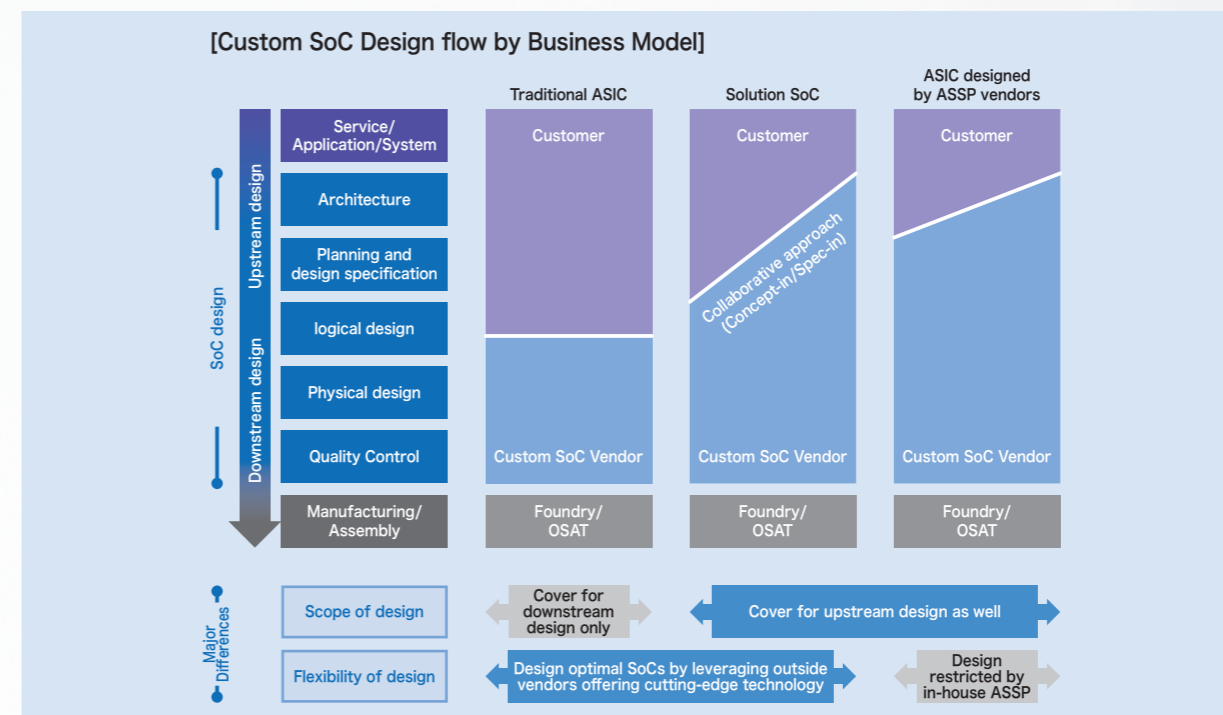 [Custom SoC Design flow by Business Model]
Traditional ASIC
Solution SoC
ASIC designed
by ASSP vendors
SoC design
Upstream design
Downstream design
Service/
Application/System
Architecture
Planning and
design specification
logical design
Physical design
Quality Control
Manufacturing/
Assembly
Customer
Custom SoC Vendor
Foundry/
OSAT
Customer
Collaborative approach
(Concept-in/Spec-in)
Custom SoC Vendor
Foundry/
OSAT
Customer
Custom SoC Vendor
Foundry/
OSAT
Major
Differences
Scope of design
Cover for
downstream
design only
Cover for upstream design as well
Flexibility of design
Design optimal SoCs by leveraging outside
vendors offering cutting-edge technology
Design
restricted by
in-house ASSP